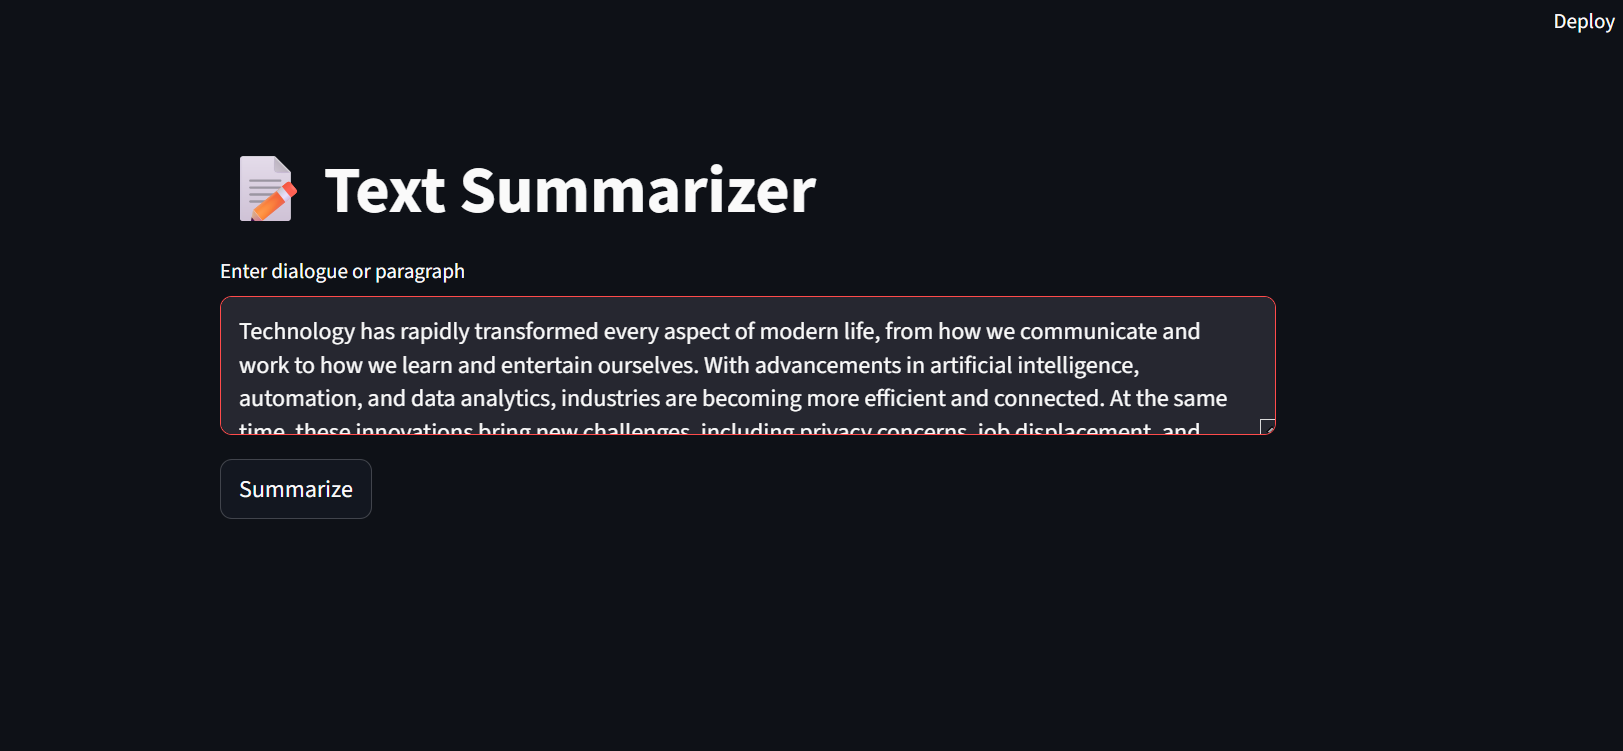 Deploy
Text Summarizer
Enter dialogue or paragraph
Technology has rapidly transformed every aspect of modern life, from how we communicate and
work to how we learn and entertain ourselves. With advancements in artificial intelligence,
automation, and data analytics, industries are becoming more efficient and connected. At the same
time, these innovations bring new challenges, including privacy concerns, job displacement, and
Summarize